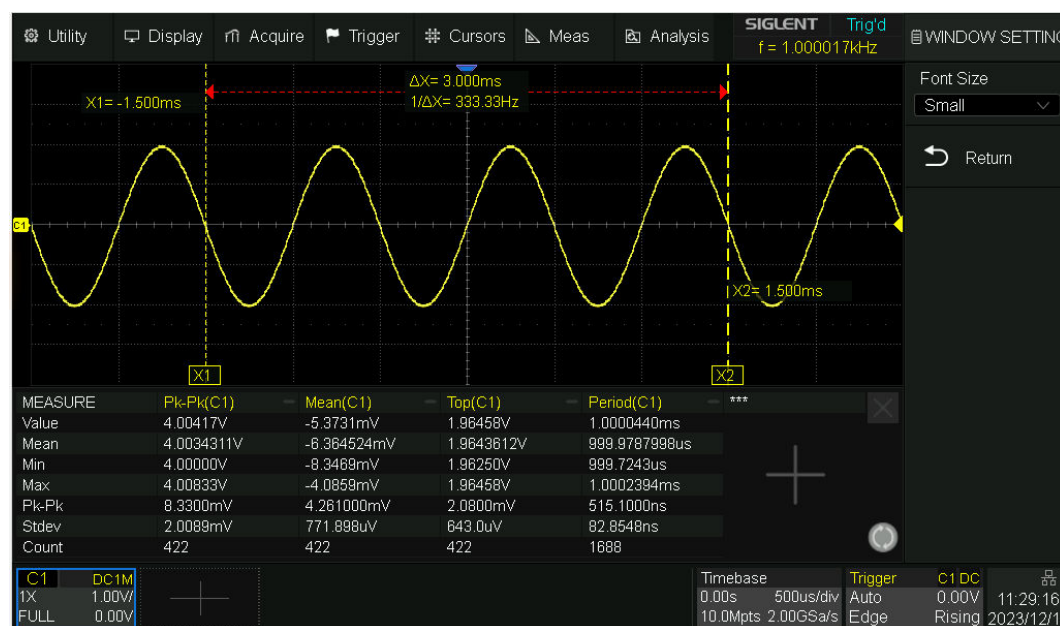 Utility Display Acquire Trigger Cursors Meas Analysis SIGLENT Trig'd
f = 1.000017kHz
WINDOW SETTING
Font Size
Small
Return
ΔX= 3.000ms
1/ΔX= 333.33Hz
X1= -1.500ms
C1
X2= 1.500ms
X1 X2
MEASURE Pk-Pk(C1) Mean(C1) Top(C1) Period(C1) ***
Value 4.00417V -5.3731mV 1.96458V 1.0000440ms
Mean 4.0034311V -6.364524mV 1.9643612V 999.9787998us
Min 4.00000V -8.3469mV 1.96250V 999.7243us
Max 4.00833V -4.0859mV 1.96458V 1.0002394ms
Pk-Pk 8.3300mV 4.261000mV 2.0800mV 515.1000ns
Stdev 2.0089mV 771.898uV 643.0uV 82.8548ns
Count 422 422 422 1688
C1 DC1M
1X 1.00V/
FULL 0.00V
Timebase
0.00s 500us/div
10.0Mpts 2.00GSa/s
Trigger C1 DC
Auto 0.00V
Edge Rising
11:29:16
2023/12/1